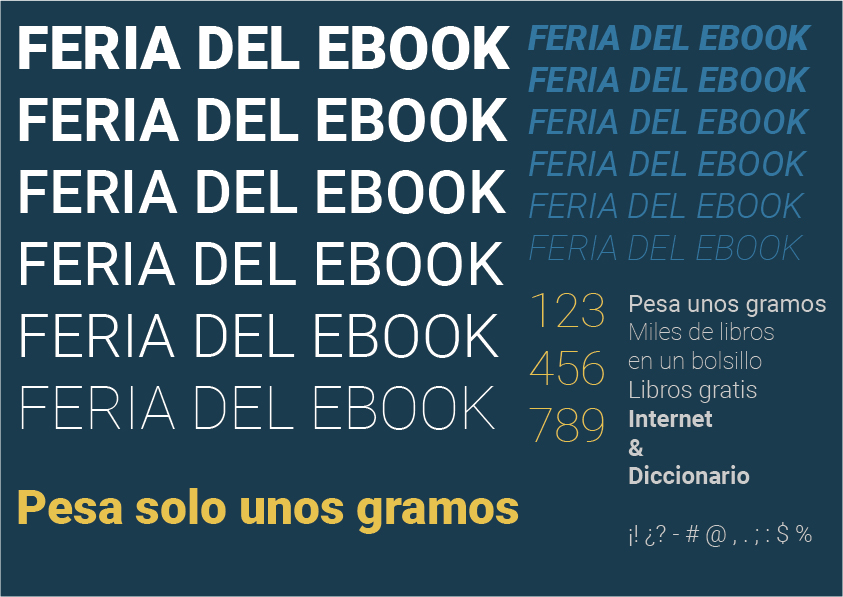 FERIA DEL EBOOK
FERIA DEL EBOOK
FERIA DEL EBOOK
FERIA DEL EBOOK
FERIA DEL EBOOK
FERIA DEL EBOOK
Pesa solo unos gramos
FERIA DEL EBOOK
FERIA DEL EBOOK
FERIA DEL EBOOK
FERIA DEL EBOOK
FERIA DEL EBOOK
FERIA DEL EBOOK
123
456
789
Pesa unos gramos
Miles de libros
en un bolsillo
Libros gratis
Internet
&
Diccionario
¡! ¿? - # @ , . ; : $ %